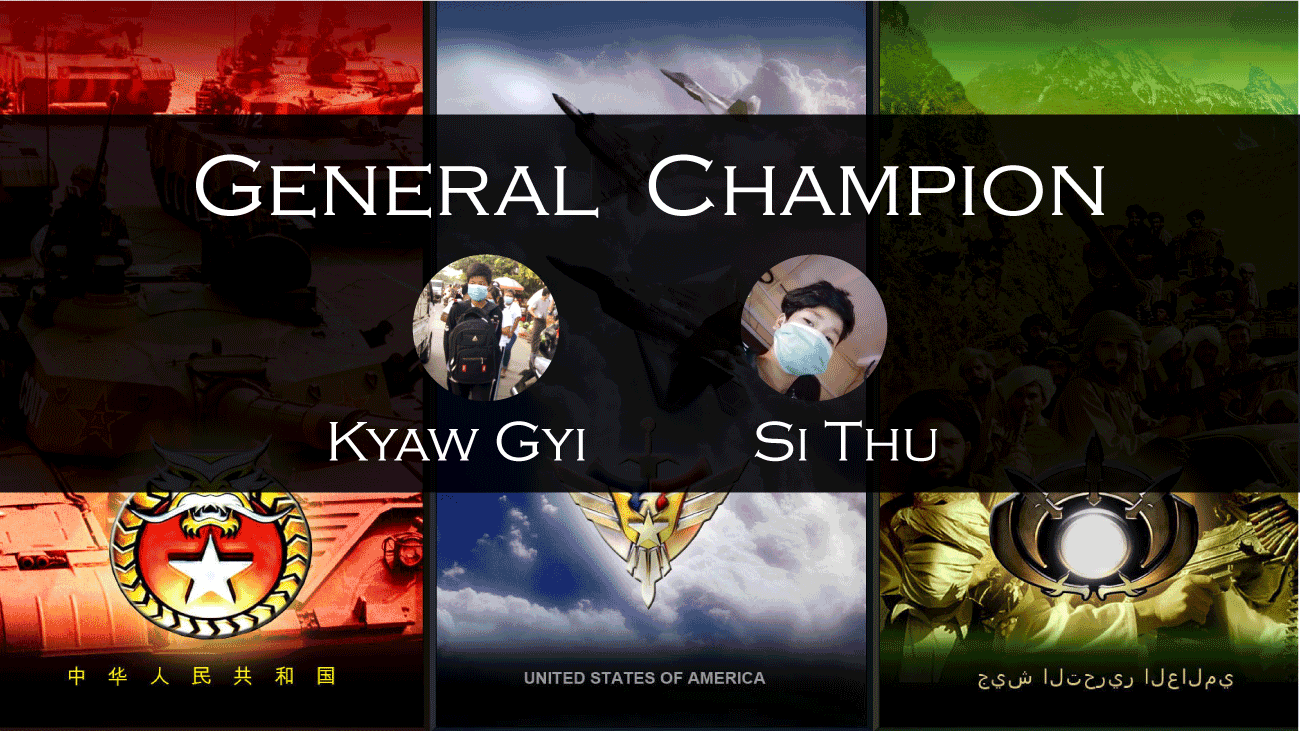 GENERAL CHAMPION
KYAW GYI SI THU
中 华 人 民 共 和 国
UNITED STATES OF AMERICA
جيش التحرير العالمي